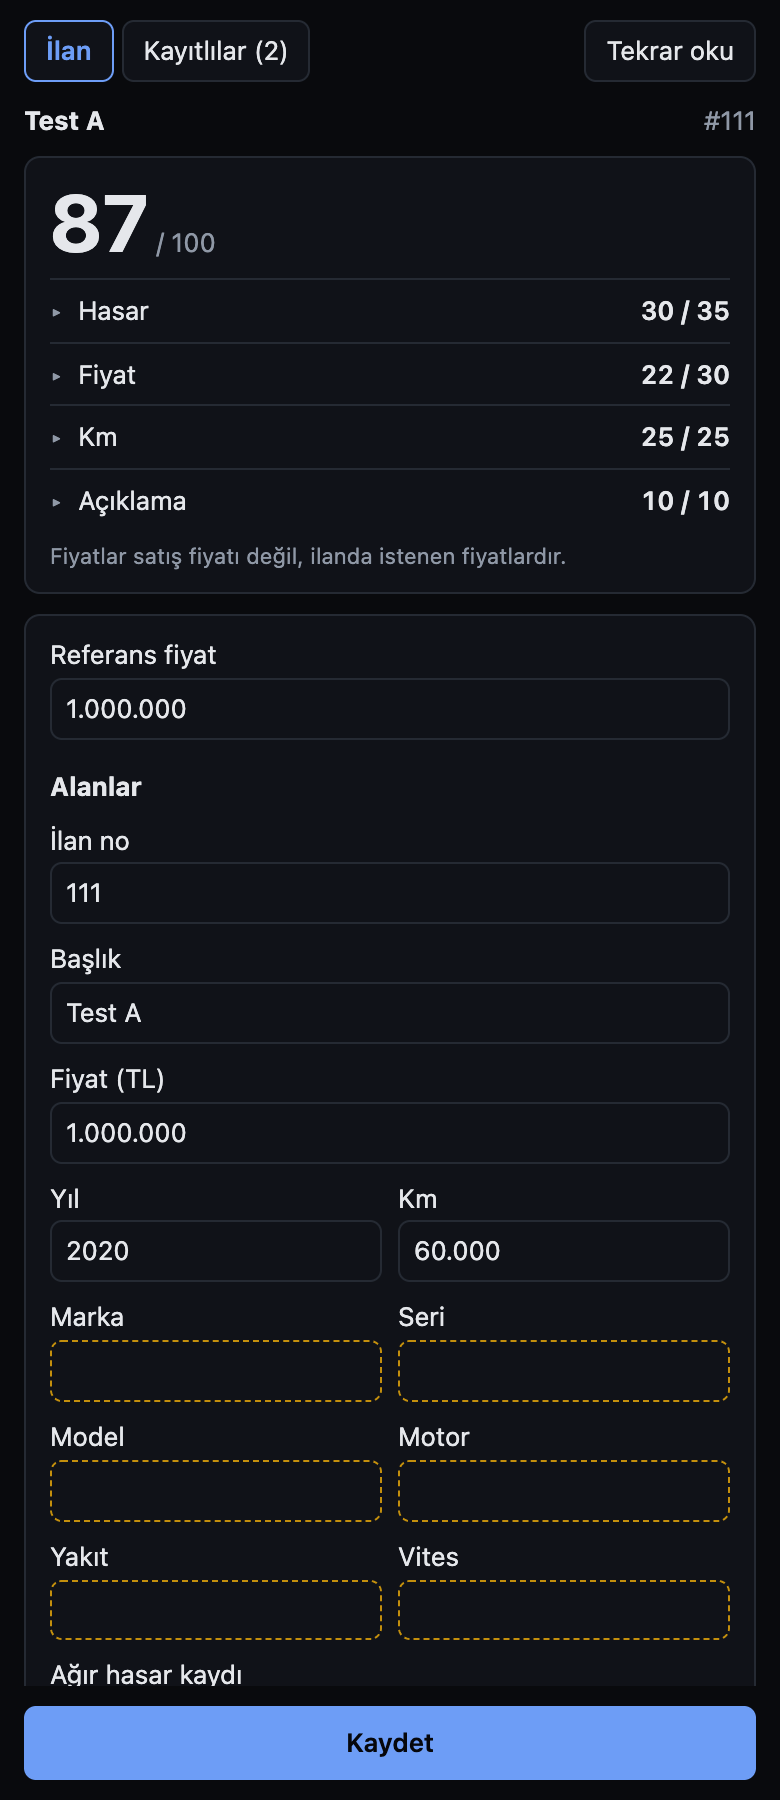 İlan Kayıtlılar (2) Tekrar oku
Test A #111
87 / 100
Hasar 30 / 35
Fiyat 22 / 30
Km 25 / 25
Açıklama 10 / 10
Fiyatlar satış fiyatı değil, ilanda istenen fiyatlardır.
Referans fiyat
1.000.000
Alanlar
İlan no
111
Başlık
Test A
Fiyat (TL)
1.000.000
Yıl Km
2020 60.000
Marka Seri
Model Motor
Yakıt Vites
Ağır hasar kaydı
Kaydet